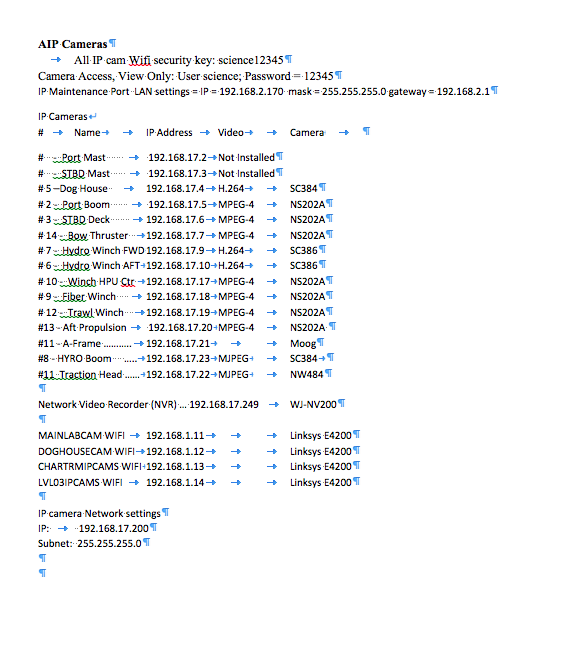 AIP Cameras
All IP cam Wifi security key: science12345
Camera Access, View Only: User science; Password = 12345
IP Maintenance Port LAN settings = IP = 192.168.2.170 mask = 255.255.255.0 gateway = 192.168.2.1
IP Cameras
# Name IP Address Video Camera
# – Port Mast 192.168.17.2 Not Installed
# – STBD Mast 192.168.17.3 Not Installed
# 5 – Dog House 192.168.17.4 H.264 SC384
# 2 – Port Boom 192.168.17.5 MPEG-4 NS202A
# 3 – STBD Deck 192.168.17.6 MPEG-4 NS202A
# 14 – Bow Thruster 192.168.17.7 MPEG-4 NS202A
# 7 – Hydro Winch FWD 192.168.17.9 H.264 SC386
# 6 – Hydro Winch AFT 192.168.17.10 H.264 SC386
# 10 – Winch HPU Ctr 192.168.17.17 MPEG-4 NS202A
# 9 – Fiber Winch 192.168.17.18 MPEG-4 NS202A
# 12 – Trawl Winch 192.168.17.19 MPEG-4 NS202A
#13 – Aft Propulsion 192.168.17.20 MPEG-4 NS202A
#11 – A-Frame ........... 192.168.17.21 Moog
#8 – HYRO Boom ..... 192.168.17.23 MJPEG SC384
#11 Traction Head...... 192.168.17.22 MJPEG NW484
Network Video Recorder (NVR) ... 192.168.17.249 WJ-NV200
MAINLABCAM WIFI 192.168.1.11 Linksys E4200
DOGHOUSECAM WIFI 192.168.1.12 Linksys E4200
CHARTRMIPCAMS WIFI 192.168.1.13 Linksys E4200
LVL03IPCAMS WIFI 192.168.1.14 Linksys E4200
IP camera Network settings
IP: 192.168.17.200
Subnet: 255.255.255.0